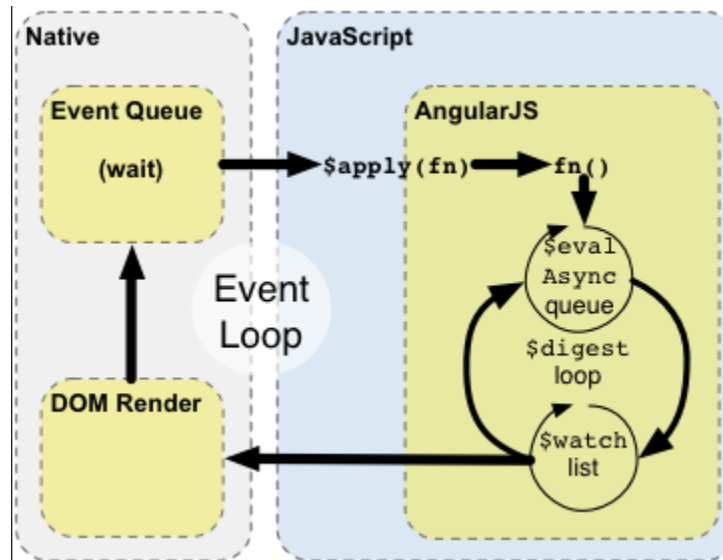 Native
JavaScript
Event Queue
(wait)
AngularJS
$apply(fn)
fn()
$eval
Async
queue
Event
Loop
$digest
loop
DOM Render
$watch
list